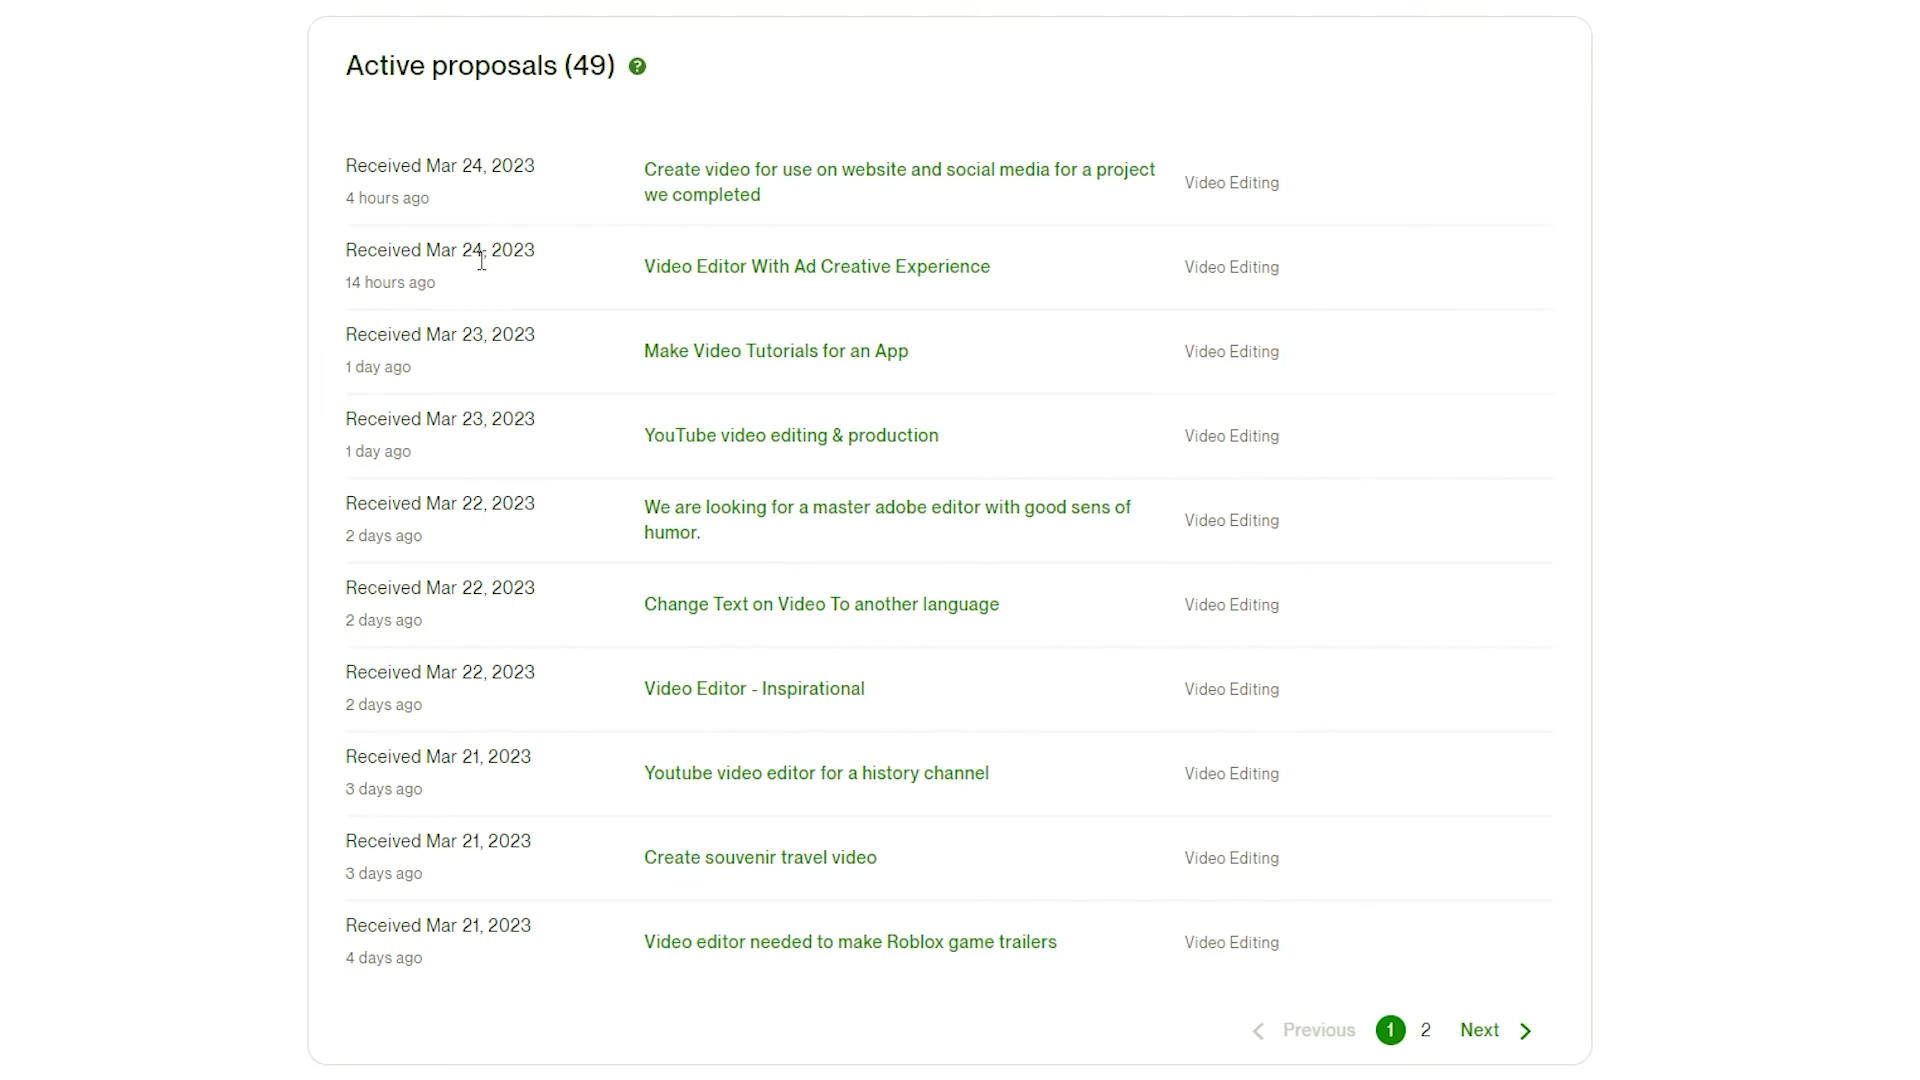 Active proposals (49) ?
Received Mar 24, 2023
4 hours ago
Create video for use on website and social media for a project
we completed
Video Editing
Received Mar 24, 2023
14 hours ago
Video Editor With Ad Creative Experience
Video Editing
Received Mar 23, 2023
1 day ago
Make Video Tutorials for an App
Video Editing
Received Mar 23, 2023
1 day ago
YouTube video editing & production
Video Editing
Received Mar 22, 2023
2 days ago
We are looking for a master adobe editor with good sens of
humor.
Video Editing
Received Mar 22, 2023
2 days ago
Change Text on Video To another language
Video Editing
Received Mar 22, 2023
2 days ago
Video Editor - Inspirational
Video Editing
Received Mar 21, 2023
3 days ago
Youtube video editor for a history channel
Video Editing
Received Mar 21, 2023
3 days ago
Create souvenir travel video
Video Editing
Received Mar 21, 2023
4 days ago
Video editor needed to make Roblox game trailers
Video Editing
Previous 1 2 Next